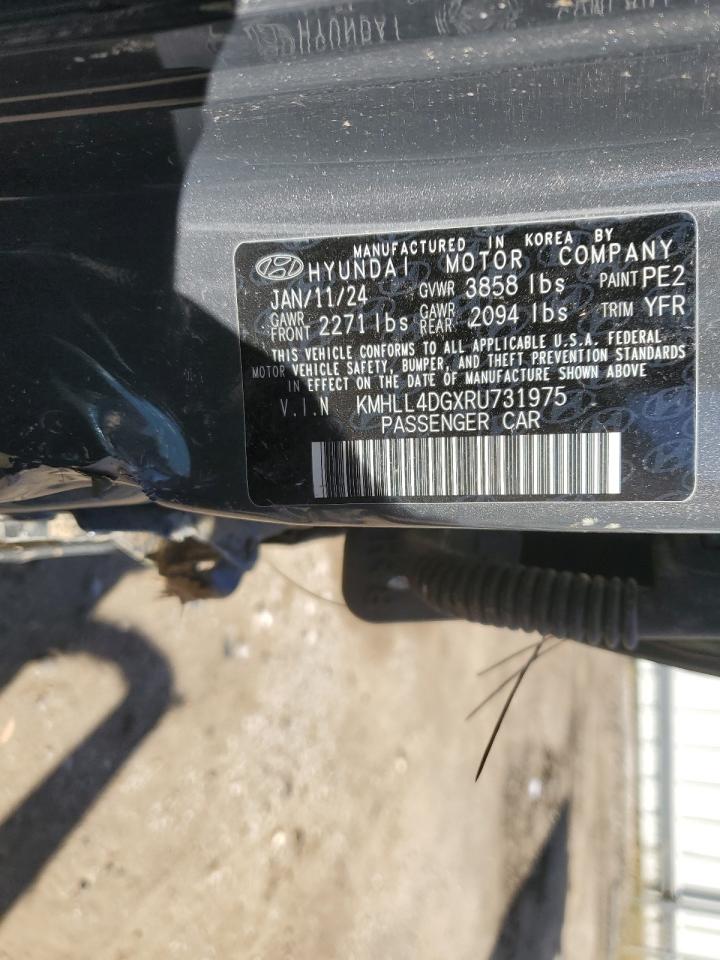 MANUFACTURED IN KOREA BY
HYUNDAI MOTOR COMPANY
JAN/11/24 GVWR 3858 lbs PAINT PE2
GAWR FRONT 2271 lbs GAWR REAR 2094 lbs TRIM YFR
THIS VEHICLE CONFORMS TO ALL APPLICABLE U.S.A. FEDERAL
MOTOR VEHICLE SAFETY, BUMPER, AND THEFT PREVENTION STANDARDS
IN EFFECT ON THE DATE OF MANUFACTURE SHOWN ABOVE
V.I.N KMHLL4DGXRU731975
PASSENGER CAR